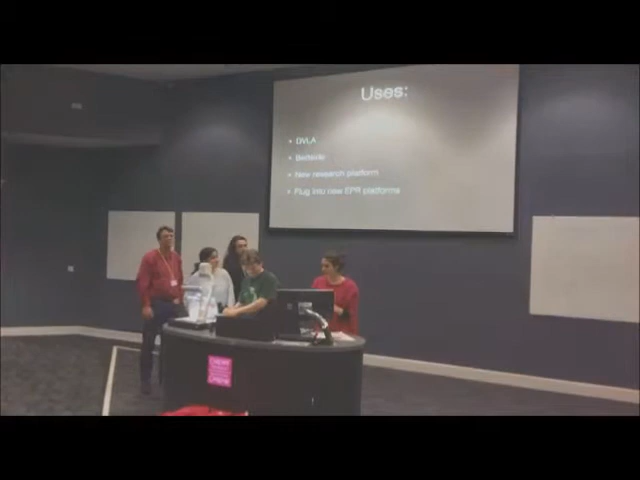 Uses:
• DVLA
• Bedside
• New research platform
• Plug into new EPR platforms